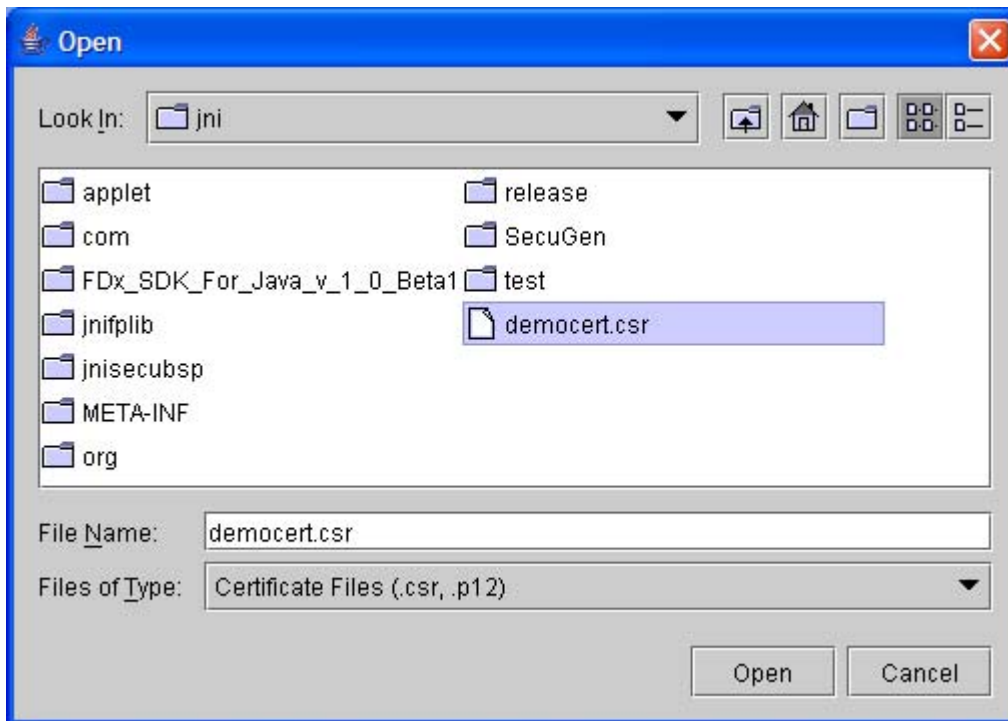 Open
Look In: jni
applet
com
FDx_SDK_For_Java_v_1_0_Beta1
jnifplib
jnisecubsp
META-INF
org
release
SecuGen
test
democert.csr
File Name: democert.csr
Files of Type: Certificate Files (.csr, .p12)
Open Cancel